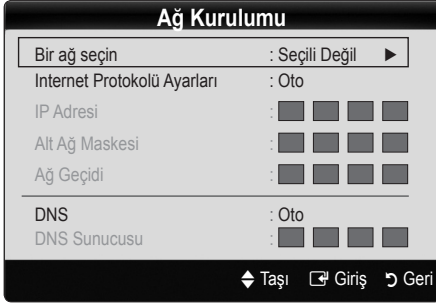 Ağ Kurulumu
Bir ağ seçin : Seçili Değil ►
Internet Protokolü Ayarları : Oto
IP Adresi :
Alt Ağ Maskesi :
Ağ Geçidi :
DNS : Oto
DNS Sunucusu :
Taşı Giriş Geri